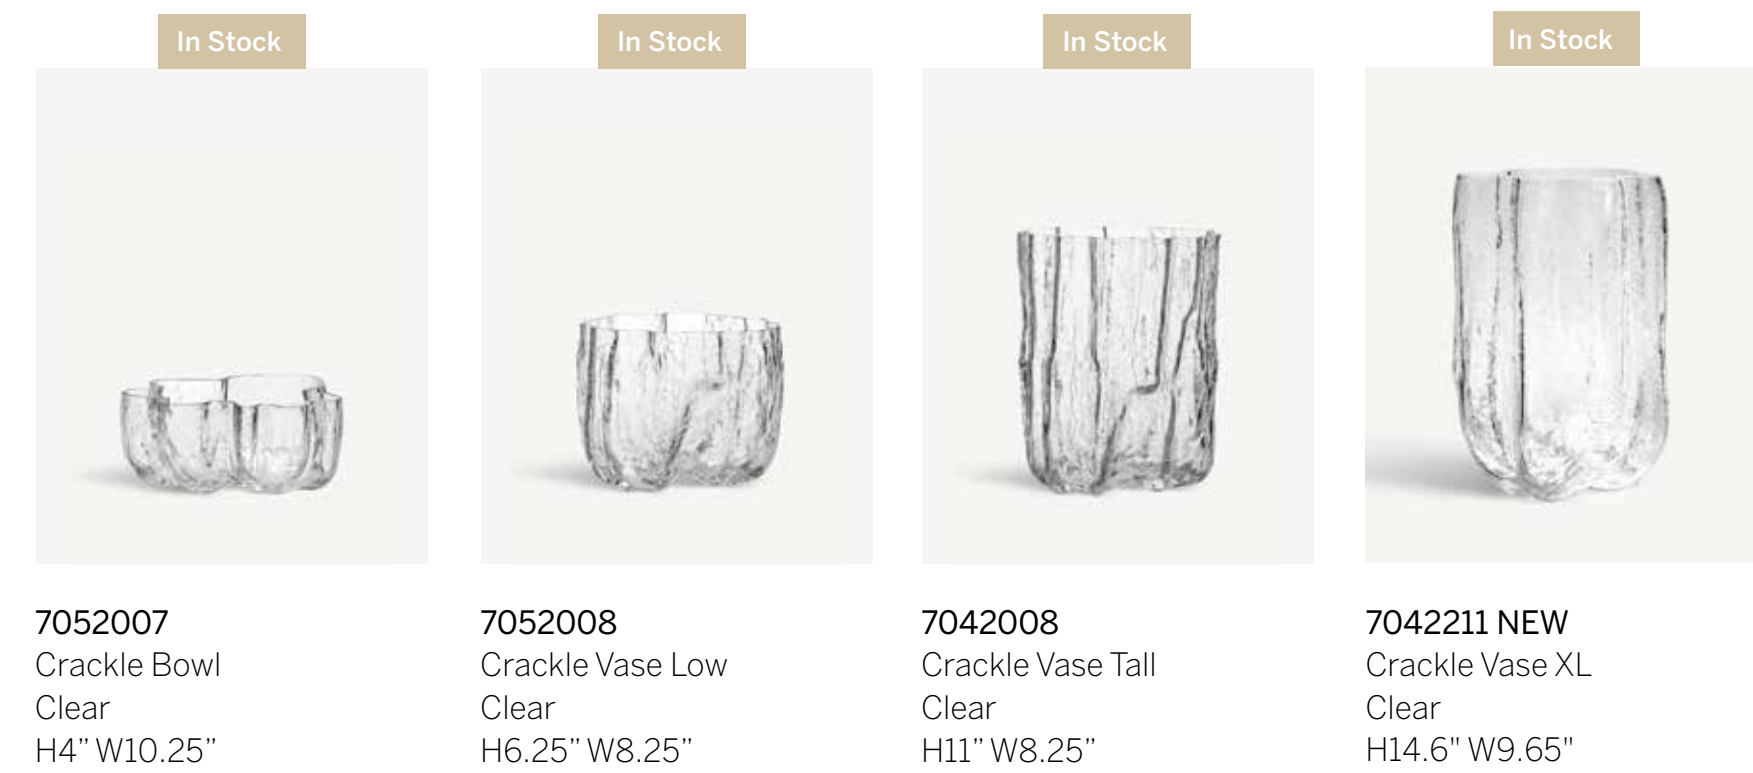 In Stock
In Stock
In Stock
In Stock
7052007
Crackle Bowl
Clear
H4” W10.25”
7052008
Crackle Vase Low
Clear
H6.25” W8.25”
7042008
Crackle Vase Tall
Clear
H11” W8.25”
7042211 NEW
Crackle Vase XL
Clear
H14.6" W9.65"